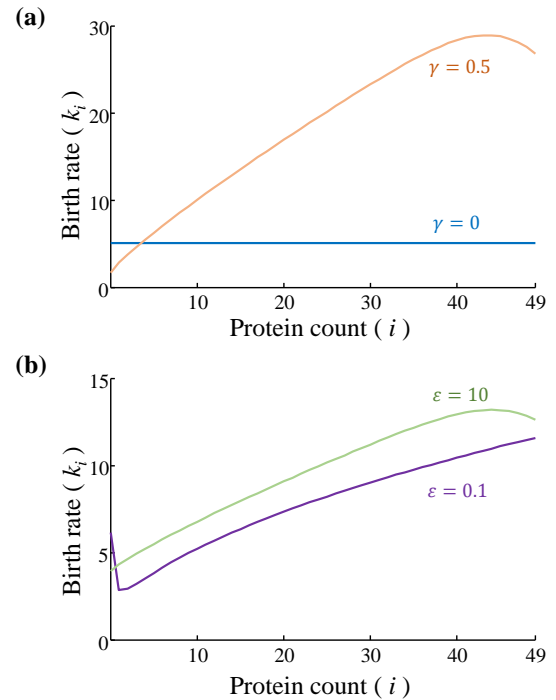 (a)
30
20
10
0
Birth rate ( k_i )
γ = 0.5
γ = 0
10
20
30
40
49
Protein count ( i )
(b)
15
10
5
0
Birth rate ( k_i )
ε = 10
ε = 0.1
10
20
30
40
49
Protein count ( i )